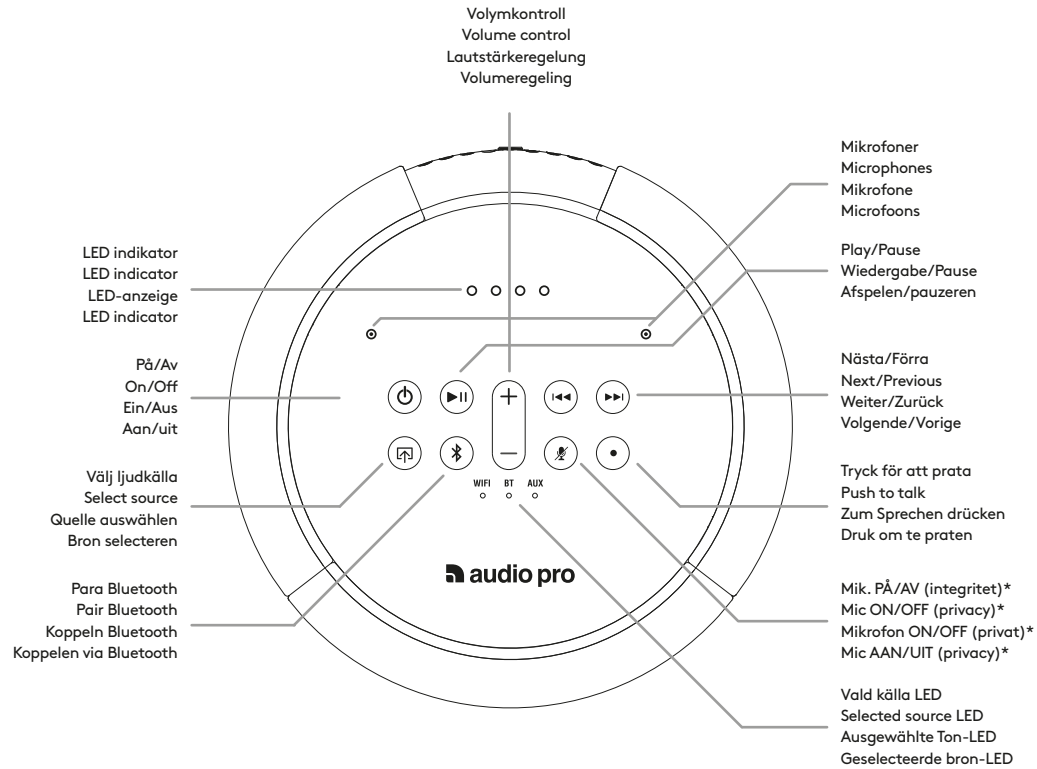 Volymkontroll
Volume control
Lautstärkeregelung
Volumeregeling
Mikrofoner
Microphones
Mikrofone
Microfoons
LED indikator
LED indicator
LED-anzeige
LED indicator
Play/Pause
Wiedergabe/Pause
Afspelen/pauzeren
På/Av
On/Off
Ein/Aus
Aan/uit
Nästa/Förra
Next/Previous
Weiter/Zurück
Volgende/Vorige
Välj ljudkälla
Select source
Quelle auswählen
Bron selecteren
WIFI BT AUX
Tryck för att prata
Push to talk
Zum Sprechen drücken
Druk om te praten
audio pro
Para Bluetooth
Pair Bluetooth
Koppeln Bluetooth
Koppelen via Bluetooth
Mik. PÅ/AV (integritet)*
Mic ON/OFF (privacy)*
Mikrofon ON/OFF (privat)*
Mic AAN/UIT (privacy)*
Vald källa LED
Selected source LED
Ausgewählte Ton-LED
Geselecteerde bron-LED